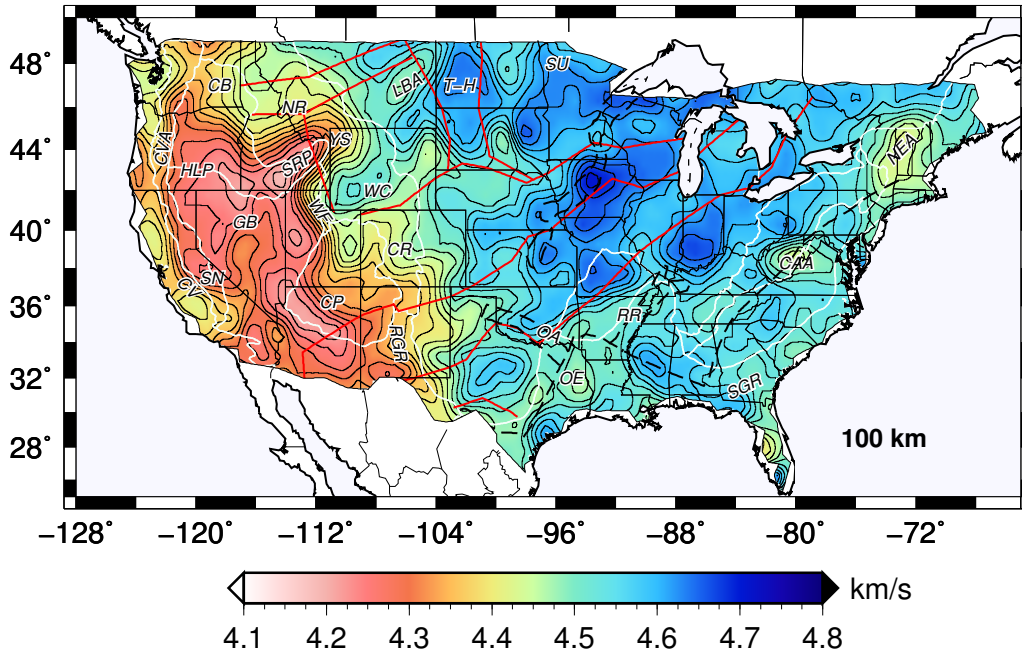 48°
44°
40°
36°
32°
28°
CB
NR
LBA
T-H
SU
CVA
YS
HLP
SRP
WC
NEA
WF
GB
CR
CAA
SN
CV
CP
RGR
RR
OA
OE
SGR
100 km
−128° −120° −112° −104° −96° −88° −80° −72°
km/s
4.1 4.2 4.3 4.4 4.5 4.6 4.7 4.8